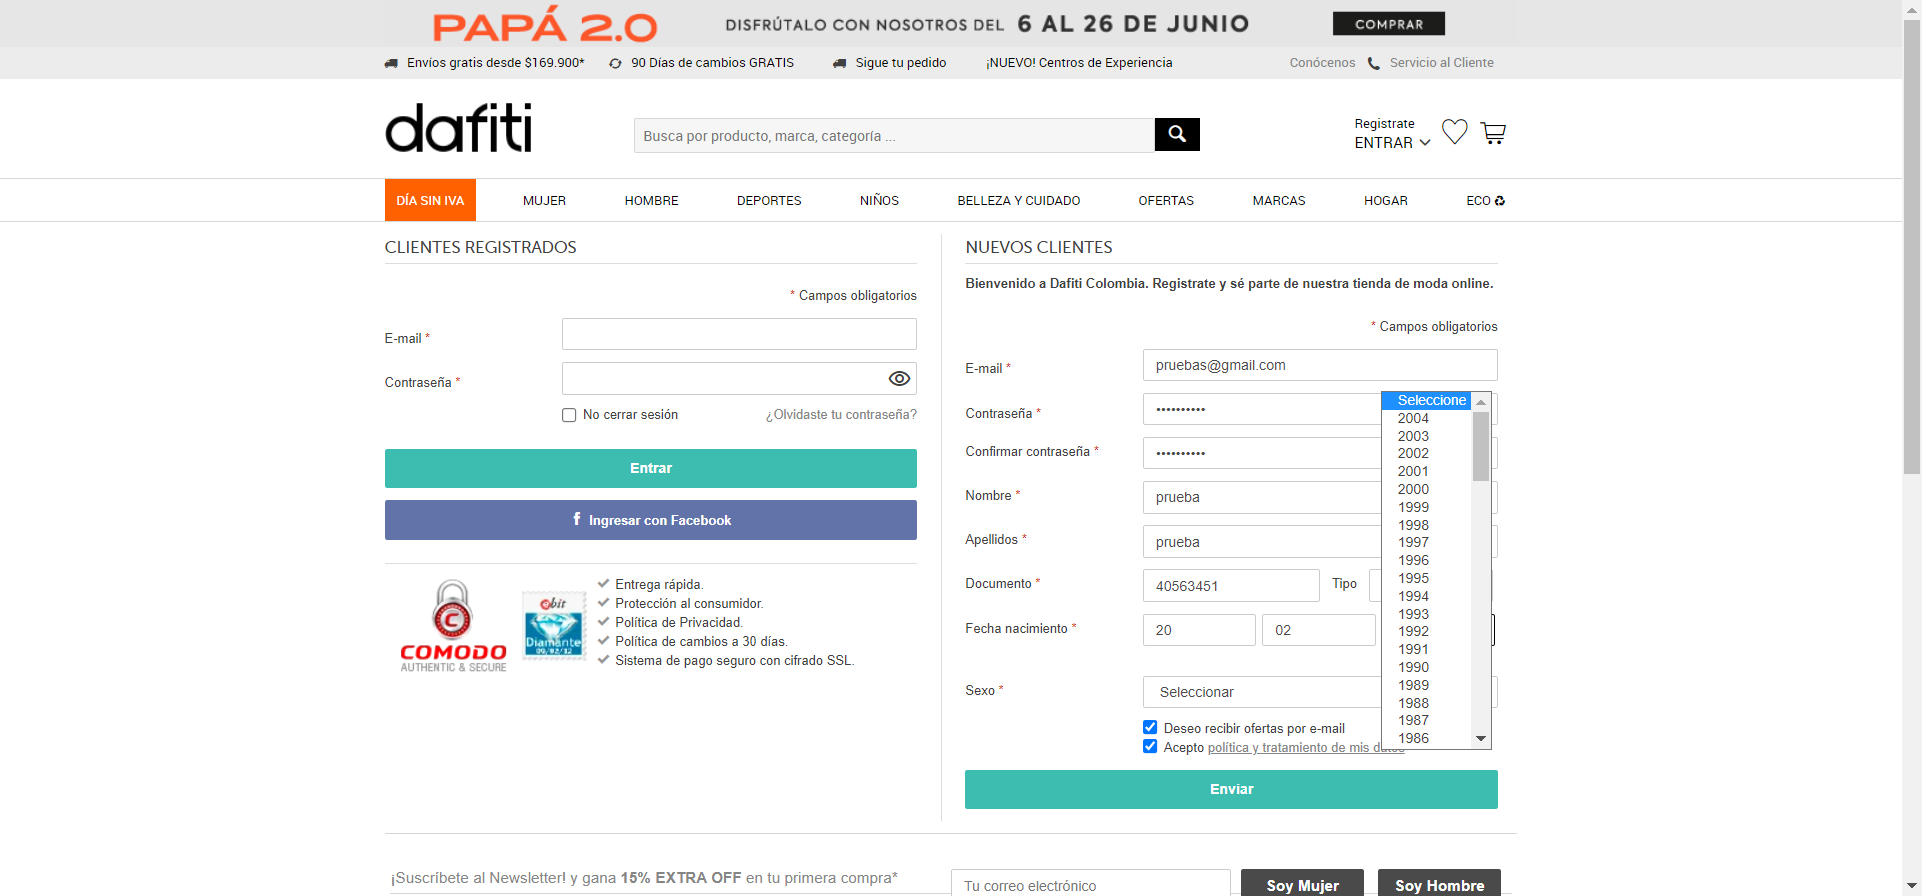 PAPÁ 2.0 DISFRÚTALO CON NOSOTROS DEL 6 AL 26 DE JUNIO COMPRAR
Envíos gratis desde $169.900* 90 Días de cambios GRATIS Sigue tu pedido ¡NUEVO! Centros de Experiencia Conócenos Servicio al Cliente
dafiti
Busca por producto, marca, categoría ...
Registrate
ENTRAR
DÍA SIN IVA MUJER HOMBRE DEPORTES NIÑOS BELLEZA Y CUIDADO OFERTAS MARCAS HOGAR ECO
CLIENTES REGISTRADOS
* Campos obligatorios
E-mail *
Contraseña *
No cerrar sesión ¿Olvidaste tu contraseña?
Entrar
f Ingresar con Facebook
C
COMODO
AUTHENTIC & SECURE
ebit
Diamante
09/02/12
Entrega rápida.
Protección al consumidor.
Política de Privacidad.
Política de cambios a 30 días.
Sistema de pago seguro con cifrado SSL.
NUEVOS CLIENTES
Bienvenido a Dafiti Colombia. Registrate y sé parte de nuestra tienda de moda online.
* Campos obligatorios
E-mail * pruebas@gmail.com
Contraseña * ••••••••••
Confirmar contraseña * ••••••••••
Nombre * prueba
Apellidos * prueba
Documento * 40563451 Tipo
Fecha nacimiento * 20 02
Sexo * Seleccionar
Deseo recibir ofertas por e-mail
Acepto política y tratamiento de mis datos
Seleccione
2004
2003
2002
2001
2000
1999
1998
1997
1996
1995
1994
1993
1992
1991
1990
1989
1988
1987
1986
Enviar
¡Suscríbete al Newsletter! y gana 15% EXTRA OFF en tu primera compra* Tu correo electrónico Soy Mujer Soy Hombre